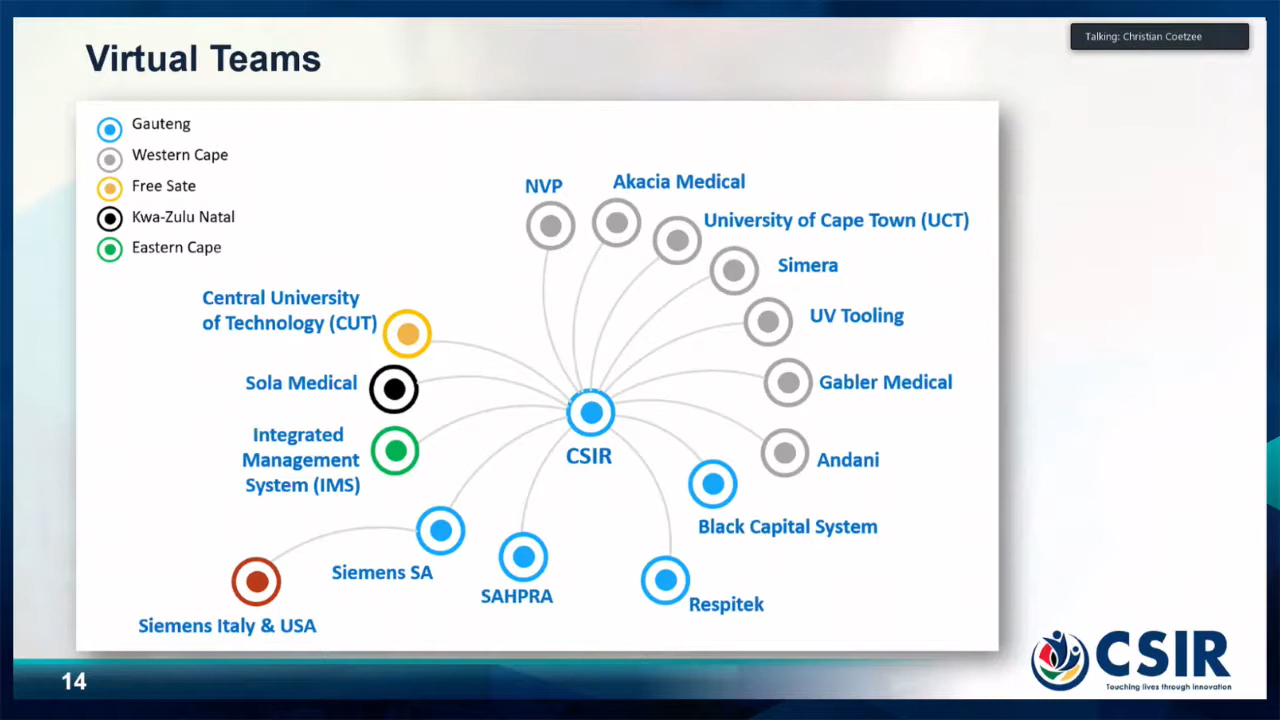 Virtual Teams
Talking: Christian Coetzee
Gauteng
Western Cape
Free Sate
Kwa-Zulu Natal
Eastern Cape
NVP
Akacia Medical
University of Cape Town (UCT)
Simera
UV Tooling
Gabler Medical
Andani
Black Capital System
Respitek
SAHPRA
Siemens SA
Siemens Italy & USA
Integrated
Management
System (IMS)
Sola Medical
Central University
of Technology (CUT)
CSIR
14
CSIR
Touching lives through innovation